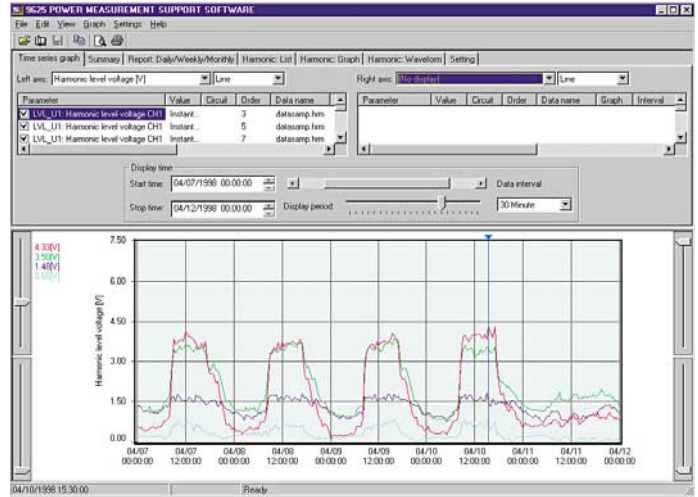 9625 POWER MEASUREMENT SUPPORT SOFTWARE
File Edit View Graph Settings Help
Time series graph Summary Report: Daily/Weekly/Monthly Harmonic: List Harmonic: Graph Harmonic: Waveform Setting
Left axis: Harmonic level voltage [V] Line Right axis: [No display] Line
Parameter Value Circuit Order Data name Parameter Value Circuit Order Data name Graph Interval
LVL_U1: Harmonic level voltage CH1 Instant... 3 datasamp.hrm
LVL_U1: Harmonic level voltage CH1 Instant... 5 datasamp.hrm
LVL_U1: Harmonic level voltage CH1 Instant... 7 datasamp.hrm
Display time
Start time: 04/07/1998 00:00:00 Data interval
Stop time: 04/12/1998 00:00:00 Display period: 30 Minute
4.33[V]
3.50[V]
1.48[V]
Harmonic level voltage [V]
7.50
6.00
4.50
3.00
1.50
0.00
04/07 04/07 04/08 04/08 04/09 04/09 04/10 04/10 04/11 04/11 04/12
00:00:00 12:00:00 00:00:00 12:00:00 00:00:00 12:00:00 00:00:00 12:00:00 00:00:00 12:00:00 00:00:00
04/10/1998 15:30:00 Ready